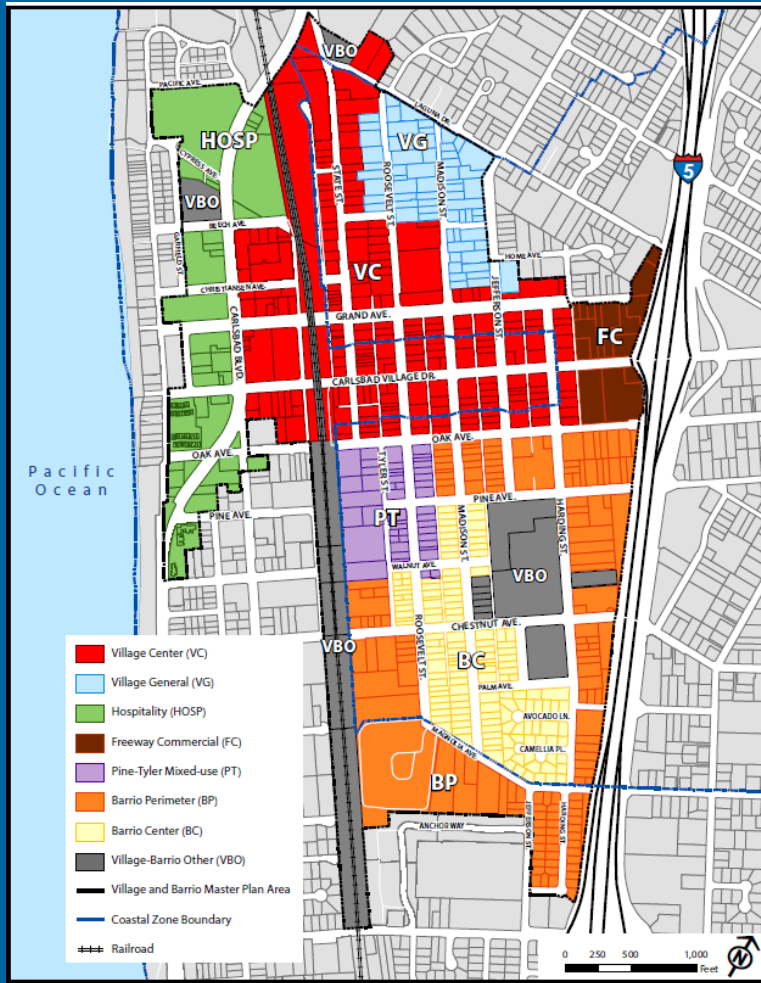 VBO
PACIFIC AVE.
LAGUNA DR.
HOSP
VG
CYPRESS AVE.
STATE ST.
ROOSEVELT ST.
MADISON ST.
5
VBO
BEECH AVE.
GARFIELD ST.
HOME AVE.
VC
CHRISTIANSEN AVE.
JEFFERSON ST.
GRAND AVE.
CARLSBAD BLVD.
FC
CARLSBAD VILLAGE DR.
OAK AVE.
OAK AVE.
Pacific
Ocean
TYLER ST.
PINE AVE.
HARDING ST.
PINE AVE.
PT
MADISON ST.
WALNUT AVE.
VBO
CHESTNUT AVE.
ROOSEVELT ST.
VBO
BC
PALM AVE.
AVOCADO LN.
MAGNOLIA AVE.
CAMELLIA PL.
BP
JEFFERSON ST.
HARDING ST.
ANCHOR WAY
Village Center (VC)
Village General (VG)
Hospitality (HOSP)
Freeway Commercial (FC)
Pine-Tyler Mixed-use (PT)
Barrio Perimeter (BP)
Barrio Center (BC)
Village-Barrio Other (VBO)
Village and Barrio Master Plan Area
Coastal Zone Boundary
Railroad
0 250 500 1,000
Feet
N